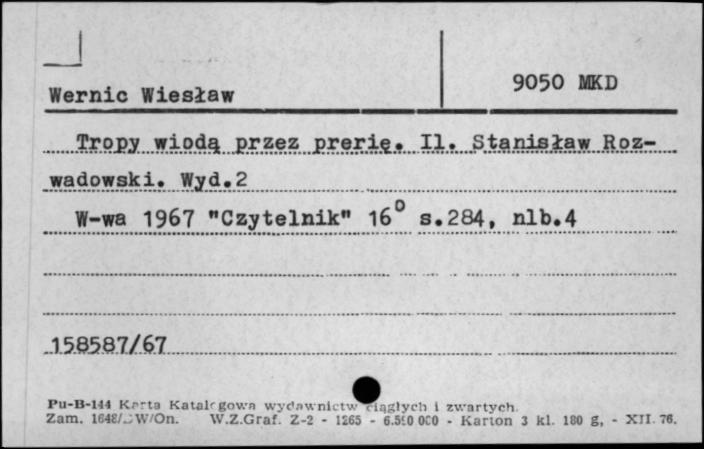 Wernic Wiesław
9050 MKD
Tropy wiodą przez prerię. Il. Stanisław Roz-
wadowski. Wyd.2
W-wa 1967 "Czytelnik" 16° s.284, nlb.4
158587/67
Pu-B-144 Karta Katalogowa wydawnictw ciągłych i zwartych.
Zam. W/On. W.Z.Graf. Z-2 - 1265 - 6.550 000 - Karton 3 kl. 180 g, - XII. 76.